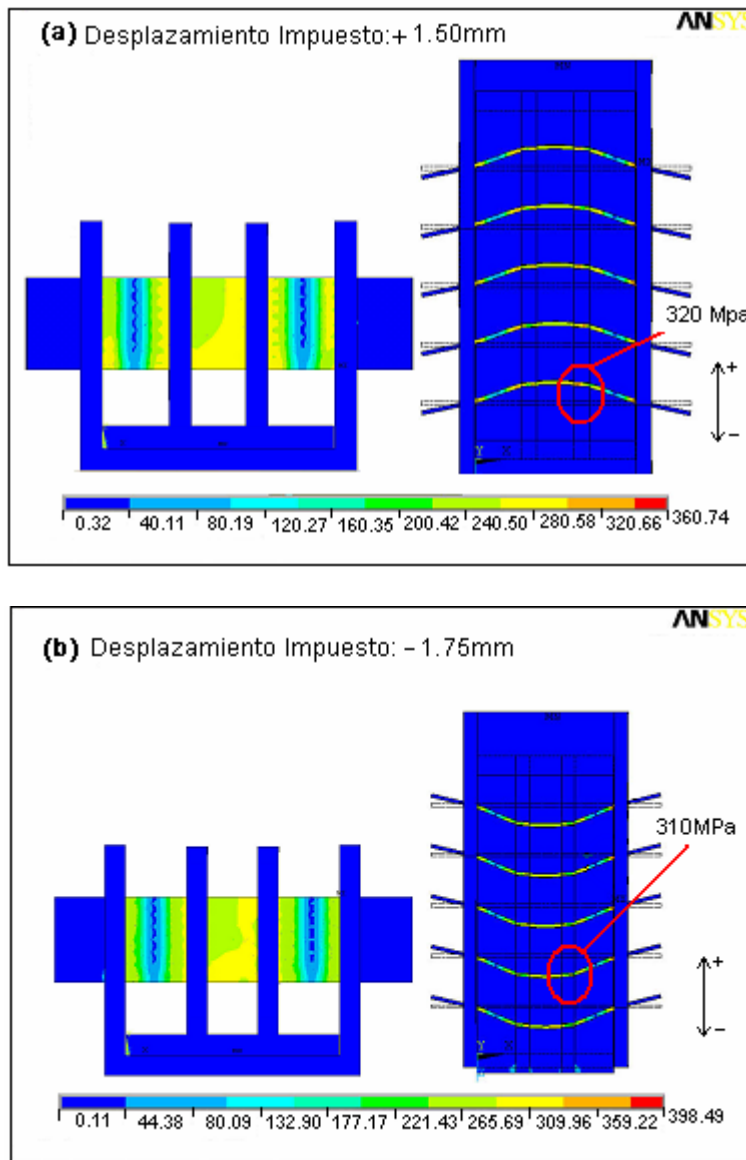 ANSYS
(a) Desplazamiento Impuesto:+ 1.50mm
320 Mpa
+
−
Y X
0.32 40.11 80.19 120.27 160.35 200.42 240.50 280.58 320.66 360.74
ANSYS
(b) Desplazamiento Impuesto: − 1.75mm
310MPa
+
−
Y X
0.11 44.38 80.09 132.90 177.17 221.43 265.69 309.96 359.22 398.49